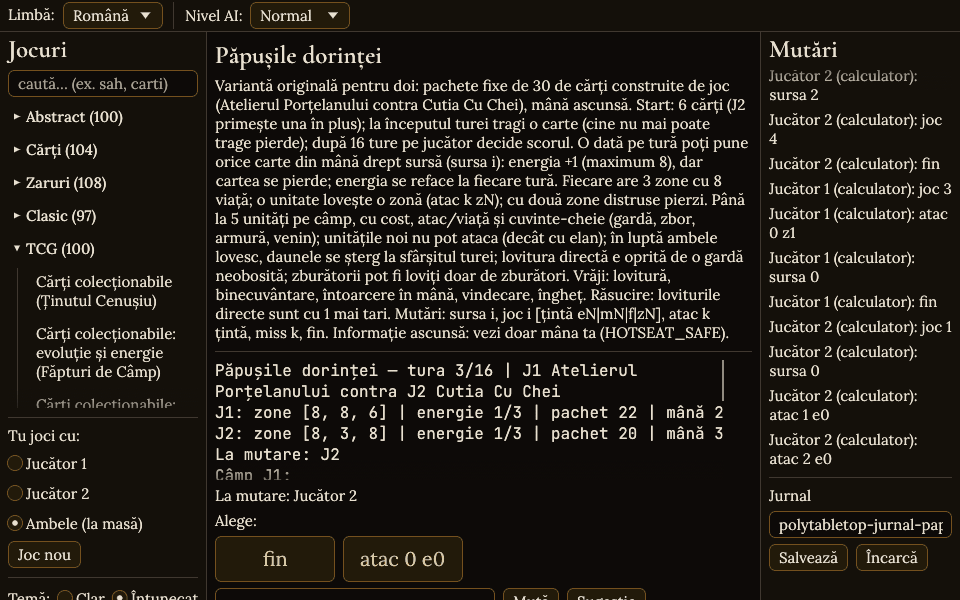 Limbă: Română Nivel AI: Normal
Jocuri
caută... (ex. sah, carti)
Abstract (100)
Cărți (104)
Zaruri (108)
Clasic (97)
TCG (100)
Cărți colecționabile
(Ținutul Cenușiu)
Cărți colecționabile:
evoluție și energie
(Făpturi de Câmp)
Cărți colecționabile:
Tu joci cu:
Jucător 1
Jucător 2
Ambele (la masă)
Joc nou
Temă: Clar Întunecat
Păpușile dorinței
Variantă originală pentru doi: pachete fixe de 30 de cărți construite de joc
(Atelierul Porțelanului contra Cutia Cu Chei), mână ascunsă. Start: 6 cărți (J2
primește una în plus); la începutul turei tragi o carte (cine nu mai poate
trage pierde); după 16 ture pe jucător decide scorul. O dată pe tură poți pune
orice carte din mână drept sursă (sursa i): energia +1 (maximum 8), dar
cartea se pierde; energia se reface la fiecare tură. Fiecare are 3 zone cu 8
viață; o unitate lovește o zonă (atac k zN); cu două zone distruse pierzi. Până
la 5 unități pe câmp, cu cost, atac/viață și cuvinte-cheie (gardă, zbor,
armură, venin); unitățile noi nu pot ataca (decât cu elan); în luptă ambele
lovesc, daunele se șterg la sfârșitul turei; lovitura directă e oprită de o gardă
neobosită; zburătorii pot fi loviți doar de zburători. Vrăji: lovitură,
binecuvântare, întoarcere în mână, vindecare, îngheț. Răsucire: loviturile
directe sunt cu 1 mai tari. Mutări: sursa i, joc i [țintă eN|mN|f|zN], atac k
țintă, miss k, fin. Informație ascunsă: vezi doar mâna ta (HOTSEAT_SAFE).
Păpușile dorinței — tura 3/16 | J1 Atelierul
Porțelanului contra J2 Cutia Cu Chei
J1: zone [8, 8, 6] | energie 1/3 | pachet 22 | mână 2
J2: zone [8, 3, 8] | energie 1/3 | pachet 20 | mână 3
La mutare: J2
Câmp J1:
La mutare: Jucător 2
Alege:
fin atac 0 e0
Mută Sugestie
Mutări
Jucător 2 (calculator):
sursa 2
Jucător 2 (calculator): joc
4
Jucător 2 (calculator): fin
Jucător 1 (calculator): joc 3
Jucător 1 (calculator): atac
0 z1
Jucător 1 (calculator):
sursa 0
Jucător 1 (calculator): fin
Jucător 2 (calculator): joc 1
Jucător 2 (calculator):
sursa 0
Jucător 2 (calculator):
atac 1 e0
Jucător 2 (calculator):
atac 2 e0
Jurnal
polytabletop-jurnal-pap
Salvează Încarcă